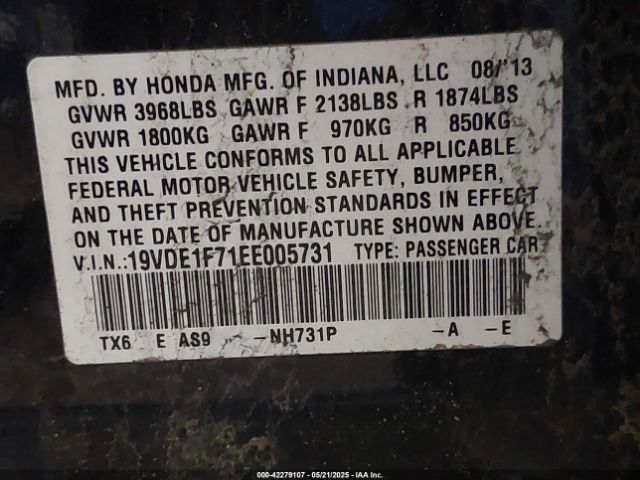 MFD. BY HONDA MFG. OF INDIANA, LLC 08/'13
GVWR 3968LBS GAWR F 2138LBS R 1874LBS
GVWR 1800KG GAWR F 970KG R 850KG
THIS VEHICLE CONFORMS TO ALL APPLICABLE
FEDERAL MOTOR VEHICLE SAFETY, BUMPER,
AND THEFT PREVENTION STANDARDS IN EFFECT
ON THE DATE OF MANUFACTURE SHOWN ABOVE.
V.I.N.:19VDE1F71EE005731 TYPE: PASSENGER CAR
TX6 E AS9 -NH731P -A -E
000-42279107 - 05/21/2025 - IAA Inc.